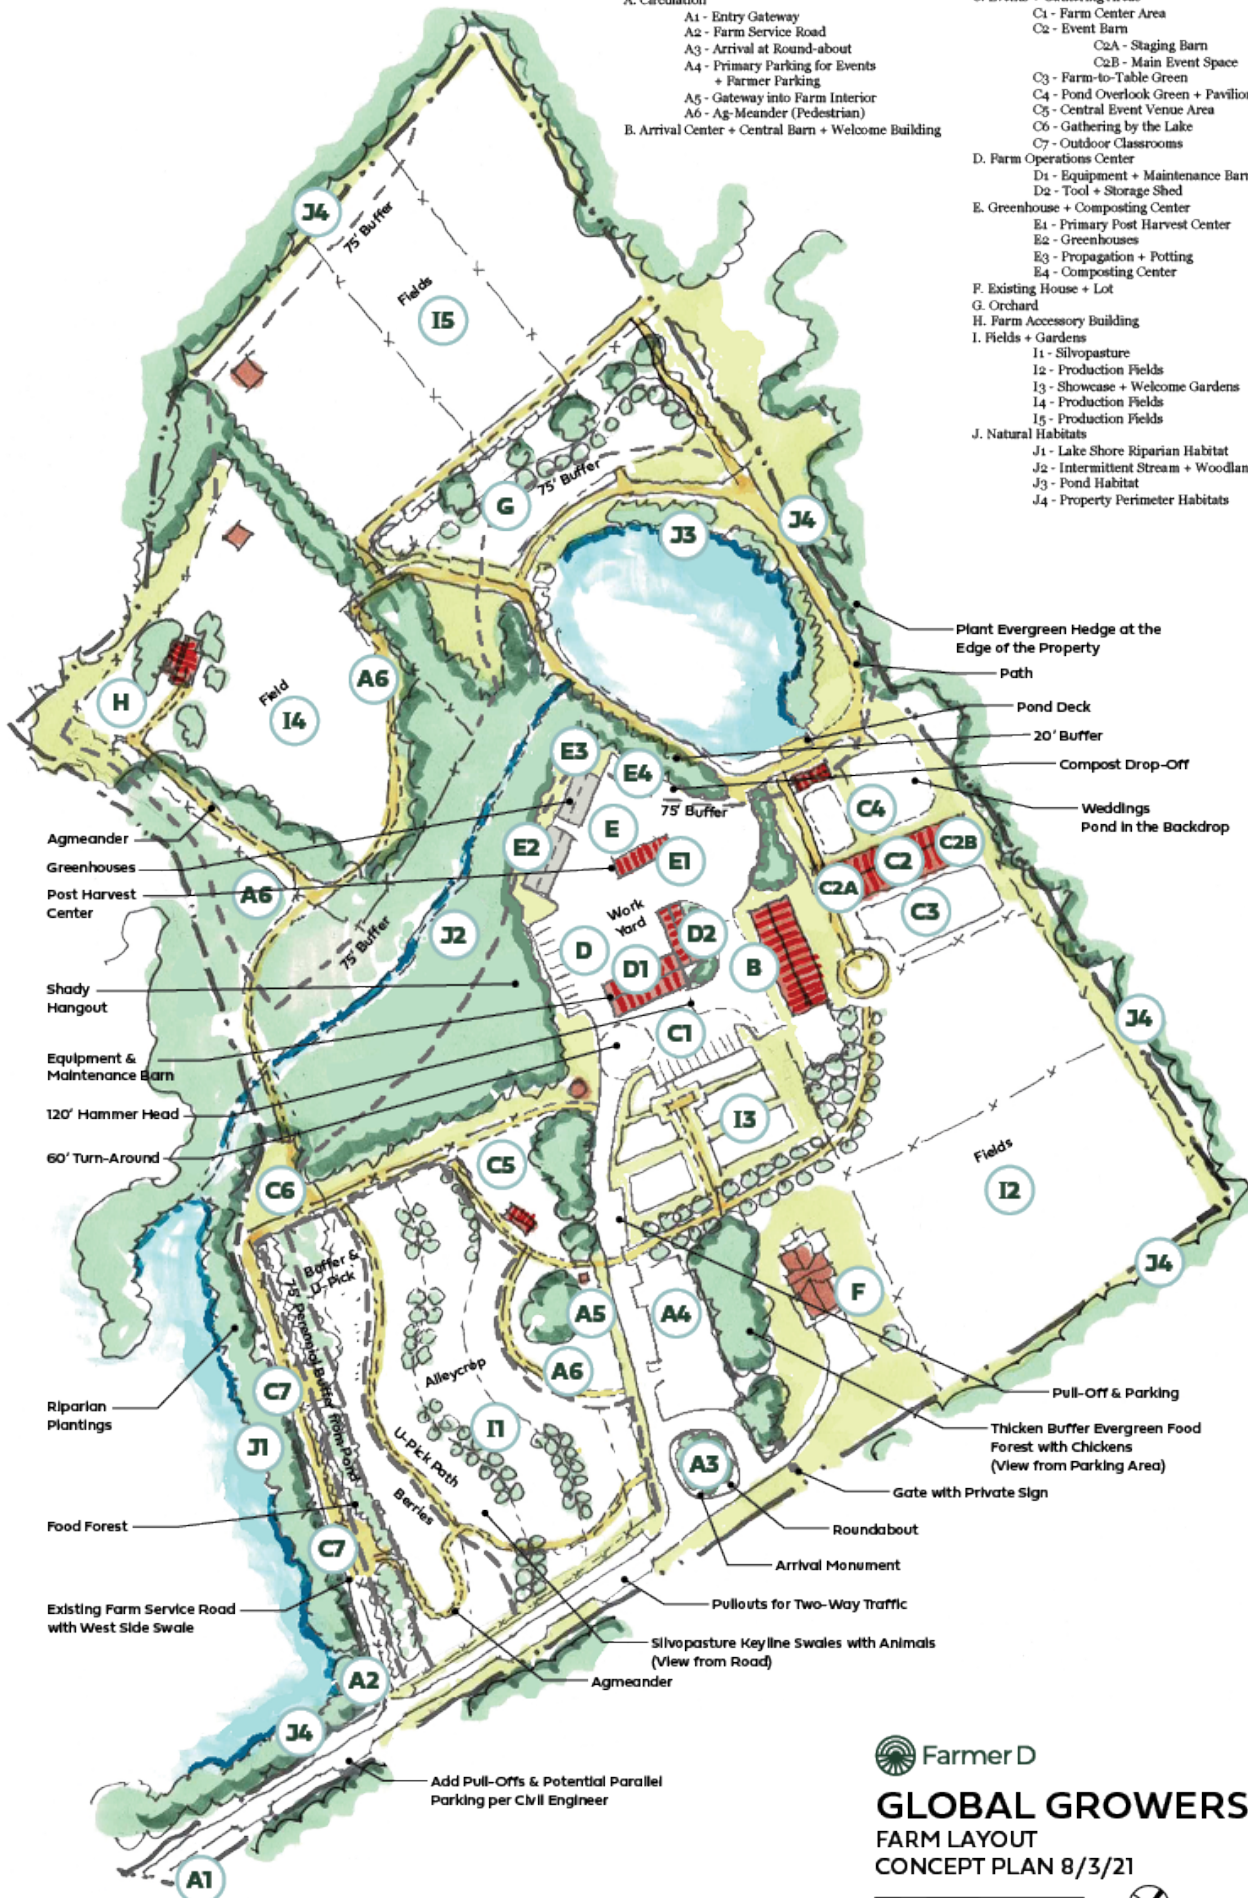 A. Circulation
A1 - Entry Gateway
A2 - Farm Service Road
A3 - Arrival at Round-about
A4 - Primary Parking for Events
+ Farmer Parking
A5 - Gateway into Farm Interior
A6 - Ag-Meander (Pedestrian)
B. Arrival Center + Central Barn + Welcome Building
C1 - Farm Center Area
C2 - Event Barn
C2A - Staging Barn
C2B - Main Event Space
C3 - Farm-to-Table Green
C4 - Pond Overlook Green + Pavilion
C5 - Central Event Venue Area
C6 - Gathering by the Lake
C7 - Outdoor Classrooms
D. Farm Operations Center
D1 - Equipment + Maintenance Barn
D2 - Tool + Storage Shed
E. Greenhouse + Composting Center
E1 - Primary Post Harvest Center
E2 - Greenhouses
E3 - Propagation + Potting
E4 - Composting Center
F. Existing House + Lot
G. Orchard
H. Farm Accessory Building
I. Fields + Gardens
I1 - Silvopasture
I2 - Production Fields
I3 - Showcase + Welcome Gardens
I4 - Production Fields
I5 - Production Fields
J. Natural Habitats
J1 - Lake Shore Riparian Habitat
J2 - Intermittent Stream + Woodlan
J3 - Pond Habitat
J4 - Property Perimeter Habitats
J4
75' Buffer
Fields
I5
75' Buffer
G
J3
J4
Plant Evergreen Hedge at the
Edge of the Property
Path
Pond Deck
20' Buffer
Compost Drop-Off
Weddings
Pond in the Backdrop
H
Field
I4
A6
E3
E4
75' Buffer
E
E2
E1
C4
C2B
C2
C2A
C3
Agmeander
Greenhouses
Post Harvest
Center
A6
75' Buffer
J2
Work
Yard
D
D2
D1
B
C1
J4
Shady
Hangout
Equipment &
Maintenance Barn
120' Hammer Head
60' Turn-Around
I3
Fields
I2
C5
C6
J4
Buffer &
U-Pick
75' Perennial Buffer from Pond
A5
A4
F
A6
Alleycrop
C7
I1
U-Pick Path
Berries
J1
A3
Riparian
Plantings
Food Forest
C7
Existing Farm Service Road
with West Side Swale
Pull-Off & Parking
Thicken Buffer Evergreen Food
Forest with Chickens
(View from Parking Area)
Gate with Private Sign
Roundabout
Arrival Monument
Pullouts for Two-Way Traffic
Silvopasture Keyline Swales with Animals
(View from Road)
Agmeander
A2
J4
Add Pull-Offs & Potential Parallel
Parking per Civil Engineer
A1
Farmer D
GLOBAL GROWERS
FARM LAYOUT
CONCEPT PLAN 8/3/21